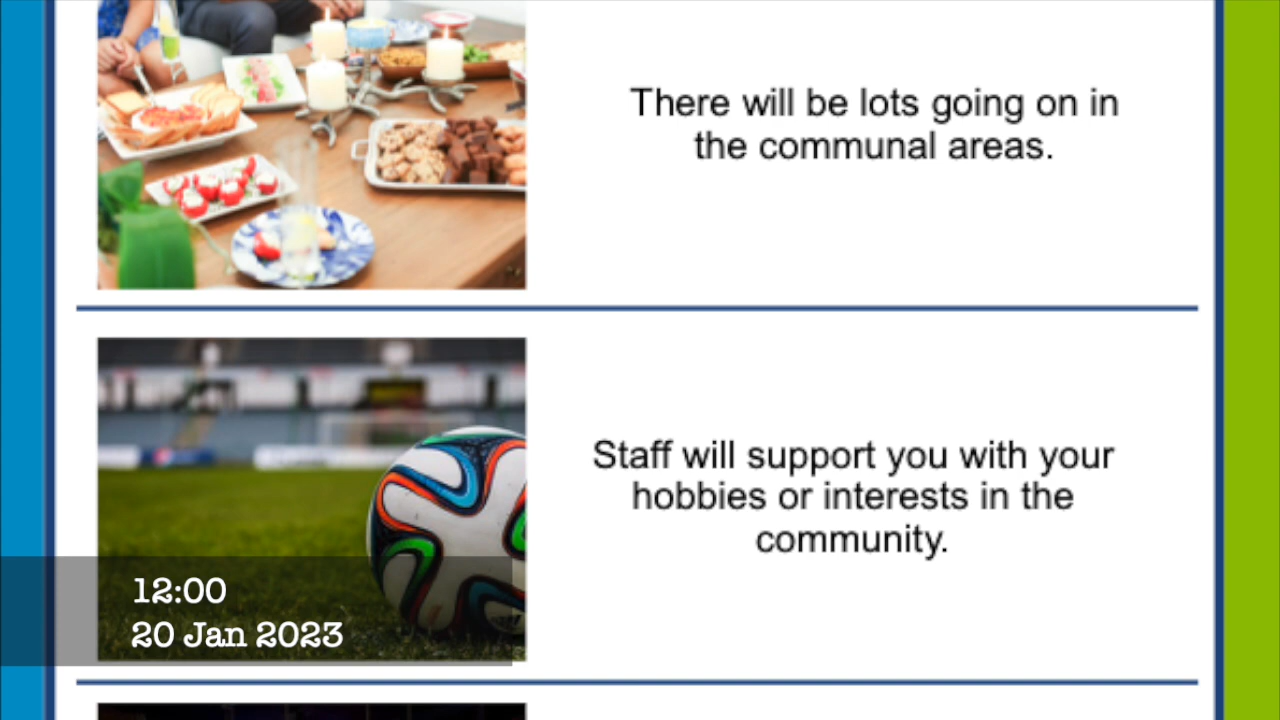 There will be lots going on in
the communal areas.
Staff will support you with your
hobbies or interests in the
community.
12:00
20 Jan 2023